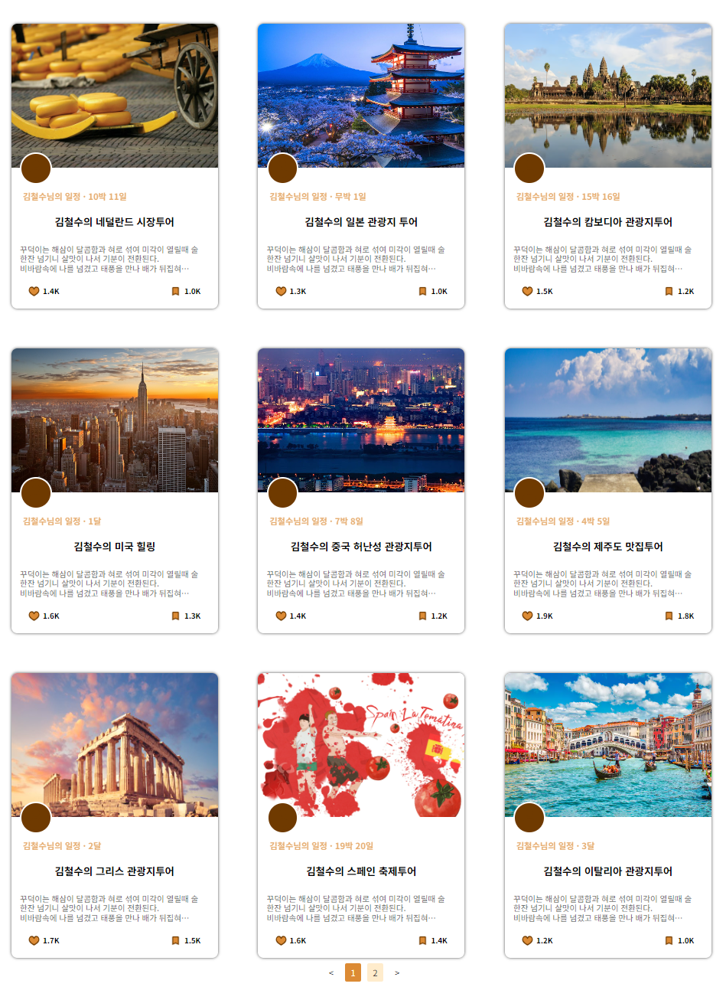 김철수님의 일정 · 10박 11일
김철수의 네덜란드 시장투어
꾸덕이는 해삼이 달콤함과 혀로 섞여 미각이 열릴때 술
한잔 넘기니 살맛이 나서 기분이 전환된다.
비바람속에 나를 넘겼고 태풍을 만나 배가 뒤집혀…
1.4K
1.0K
김철수님의 일정 · 무박 1일
김철수의 일본 관광지 투어
꾸덕이는 해삼이 달콤함과 혀로 섞여 미각이 열릴때 술
한잔 넘기니 살맛이 나서 기분이 전환된다.
비바람속에 나를 넘겼고 태풍을 만나 배가 뒤집혀…
1.3K
1.0K
김철수님의 일정 · 15박 16일
김철수의 캄보디아 관광지투어
꾸덕이는 해삼이 달콤함과 혀로 섞여 미각이 열릴때 술
한잔 넘기니 살맛이 나서 기분이 전환된다.
비바람속에 나를 넘겼고 태풍을 만나 배가 뒤집혀…
1.5K
1.2K
김철수님의 일정 · 1달
김철수의 미국 힐링
꾸덕이는 해삼이 달콤함과 혀로 섞여 미각이 열릴때 술
한잔 넘기니 살맛이 나서 기분이 전환된다.
비바람속에 나를 넘겼고 태풍을 만나 배가 뒤집혀…
1.6K
1.3K
김철수님의 일정 · 7박 8일
김철수의 중국 허난성 관광지투어
꾸덕이는 해삼이 달콤함과 혀로 섞여 미각이 열릴때 술
한잔 넘기니 살맛이 나서 기분이 전환된다.
비바람속에 나를 넘겼고 태풍을 만나 배가 뒤집혀…
1.4K
1.2K
김철수님의 일정 · 4박 5일
김철수의 제주도 맛집투어
꾸덕이는 해삼이 달콤함과 혀로 섞여 미각이 열릴때 술
한잔 넘기니 살맛이 나서 기분이 전환된다.
비바람속에 나를 넘겼고 태풍을 만나 배가 뒤집혀…
1.9K
1.8K
김철수님의 일정 · 2달
김철수의 그리스 관광지투어
꾸덕이는 해삼이 달콤함과 혀로 섞여 미각이 열릴때 술
한잔 넘기니 살맛이 나서 기분이 전환된다.
비바람속에 나를 넘겼고 태풍을 만나 배가 뒤집혀…
1.7K
1.5K
Spain La Tomatina
김철수님의 일정 · 19박 20일
김철수의 스페인 축제투어
꾸덕이는 해삼이 달콤함과 혀로 섞여 미각이 열릴때 술
한잔 넘기니 살맛이 나서 기분이 전환된다.
비바람속에 나를 넘겼고 태풍을 만나 배가 뒤집혀…
1.6K
1.4K
김철수님의 일정 · 3달
김철수의 이탈리아 관광지투어
꾸덕이는 해삼이 달콤함과 혀로 섞여 미각이 열릴때 술
한잔 넘기니 살맛이 나서 기분이 전환된다.
비바람속에 나를 넘겼고 태풍을 만나 배가 뒤집혀…
1.2K
1.0K
< 1 2 >